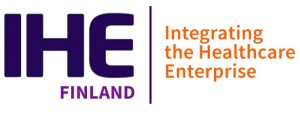 IHE
FINLAND
Integrating
the Healthcare
Enterprise